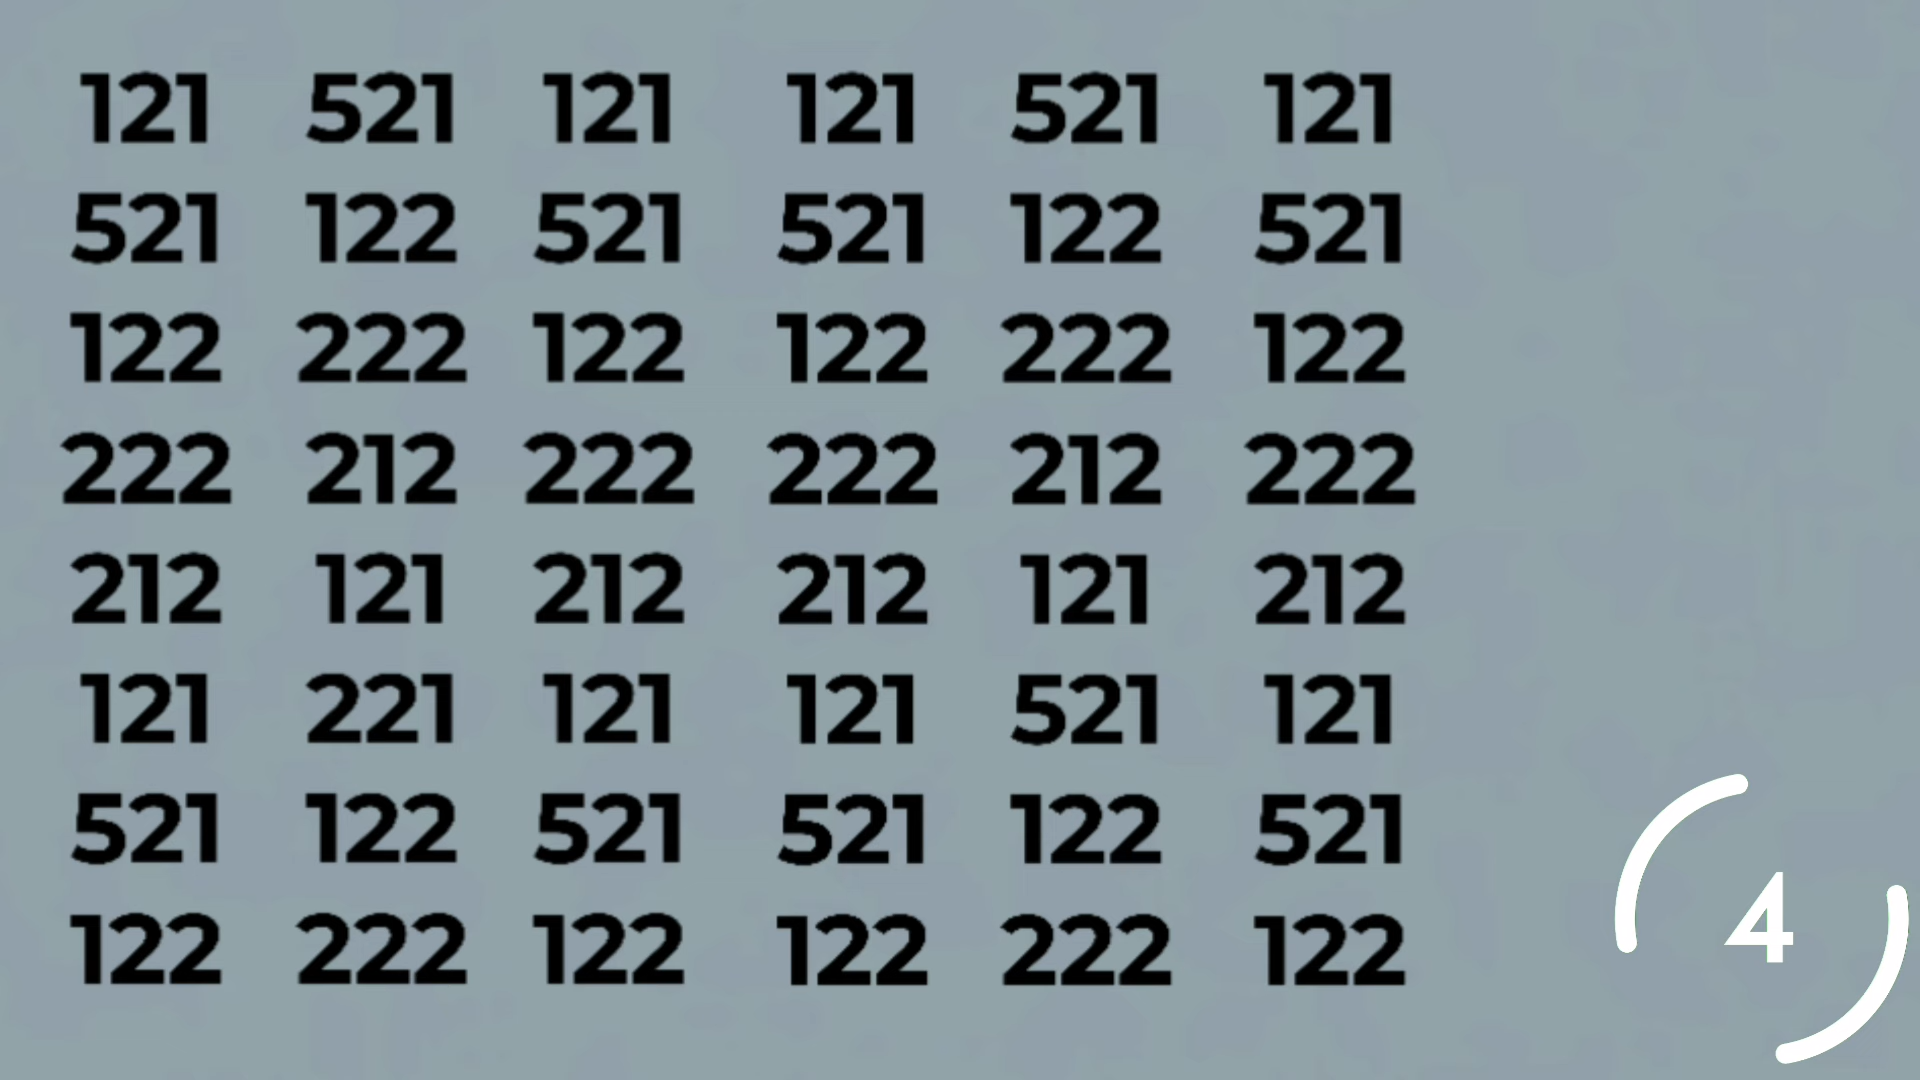 121 521 121 121 521 121
521 122 521 521 122 521
122 222 122 122 222 122
222 212 222 222 212 222
212 121 212 212 121 212
121 221 121 121 521 121
521 122 521 521 122 521
122 222 122 122 222 122
4